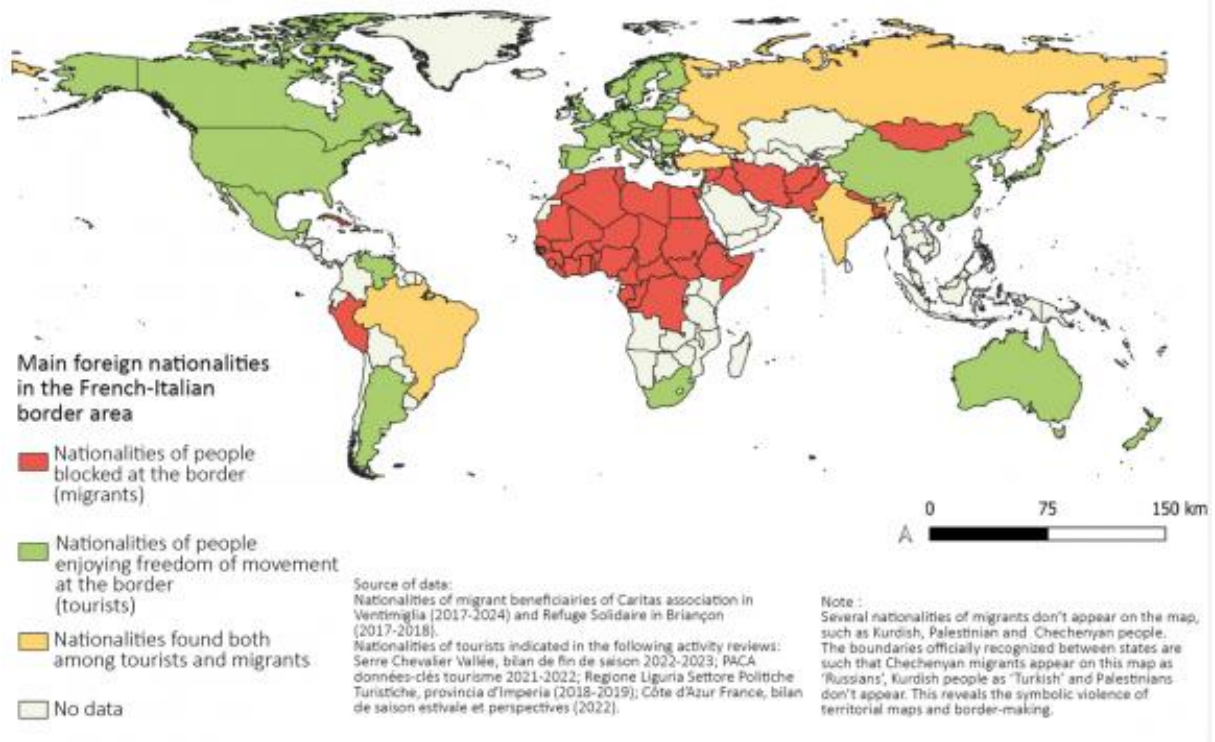 Main foreign nationalities
in the French-Italian
border area
Nationalities of people
blocked at the border
(migrants)
Nationalities of people
enjoying freedom of movement
at the border
(tourists)
Nationalities found both
among tourists and migrants
No data
Source of data:
Nationalities of migrant beneficiairies of Caritas association in
Ventimiglia (2017-2024) and Refuge Solidaire in Briançon
(2017-2018).
Nationalities of tourists indicated in the following activity reviews:
Serre Chevalier Vallée, bilan de fin de saison 2022-2023; PACA
données-clés tourisme 2021-2022; Regione Liguria Settore Politiche
Turistiche, provincia d'Imperia (2018-2019); Côte d'Azur France, bilan
de saison estivale et perspectives (2022).
0 75 150 km
Note :
Several nationalities of migrants don't appear on the map,
such as Kurdish, Palestinian and Chechenyan people.
The boundaries officially recognized between states are
such that Chechenyan migrants appear on this map as
'Russians', Kurdish people as 'Turkish' and Palestinians
don't appear. This reveals the symbolic violence of
territorial maps and border-making.